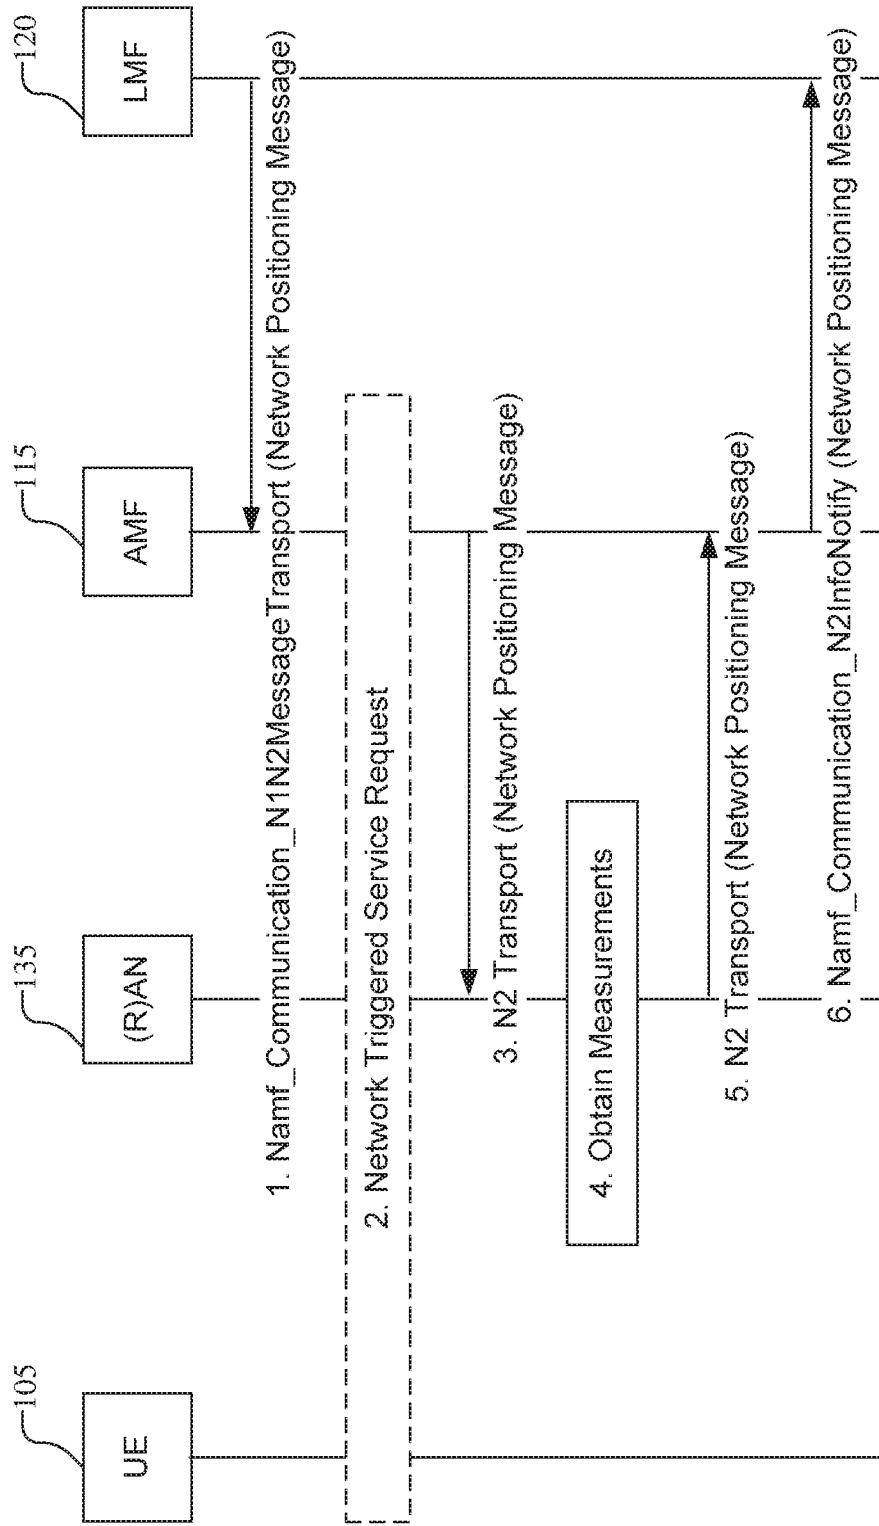 105
135
115
120
UE
(R)AN
AMF
LMF
1. Namf_Communication_N1N2MessageTransport (Network Positioning Message)
2. Network Triggered Service Request
3. N2 Transport (Network Positioning Message)
4. Obtain Measurements
5. N2 Transport (Network Positioning Message)
6. Namf_Communication_N2InfoNotify (Network Positioning Message)